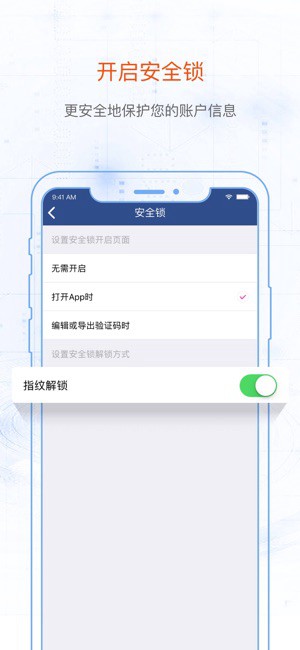 开启安全锁
更安全地保护您的账户信息
9:41 AM
安全锁
设置安全锁开启页面
无需开启
打开App时
编辑或导出验证码时
设置安全锁解锁方式
指纹解锁